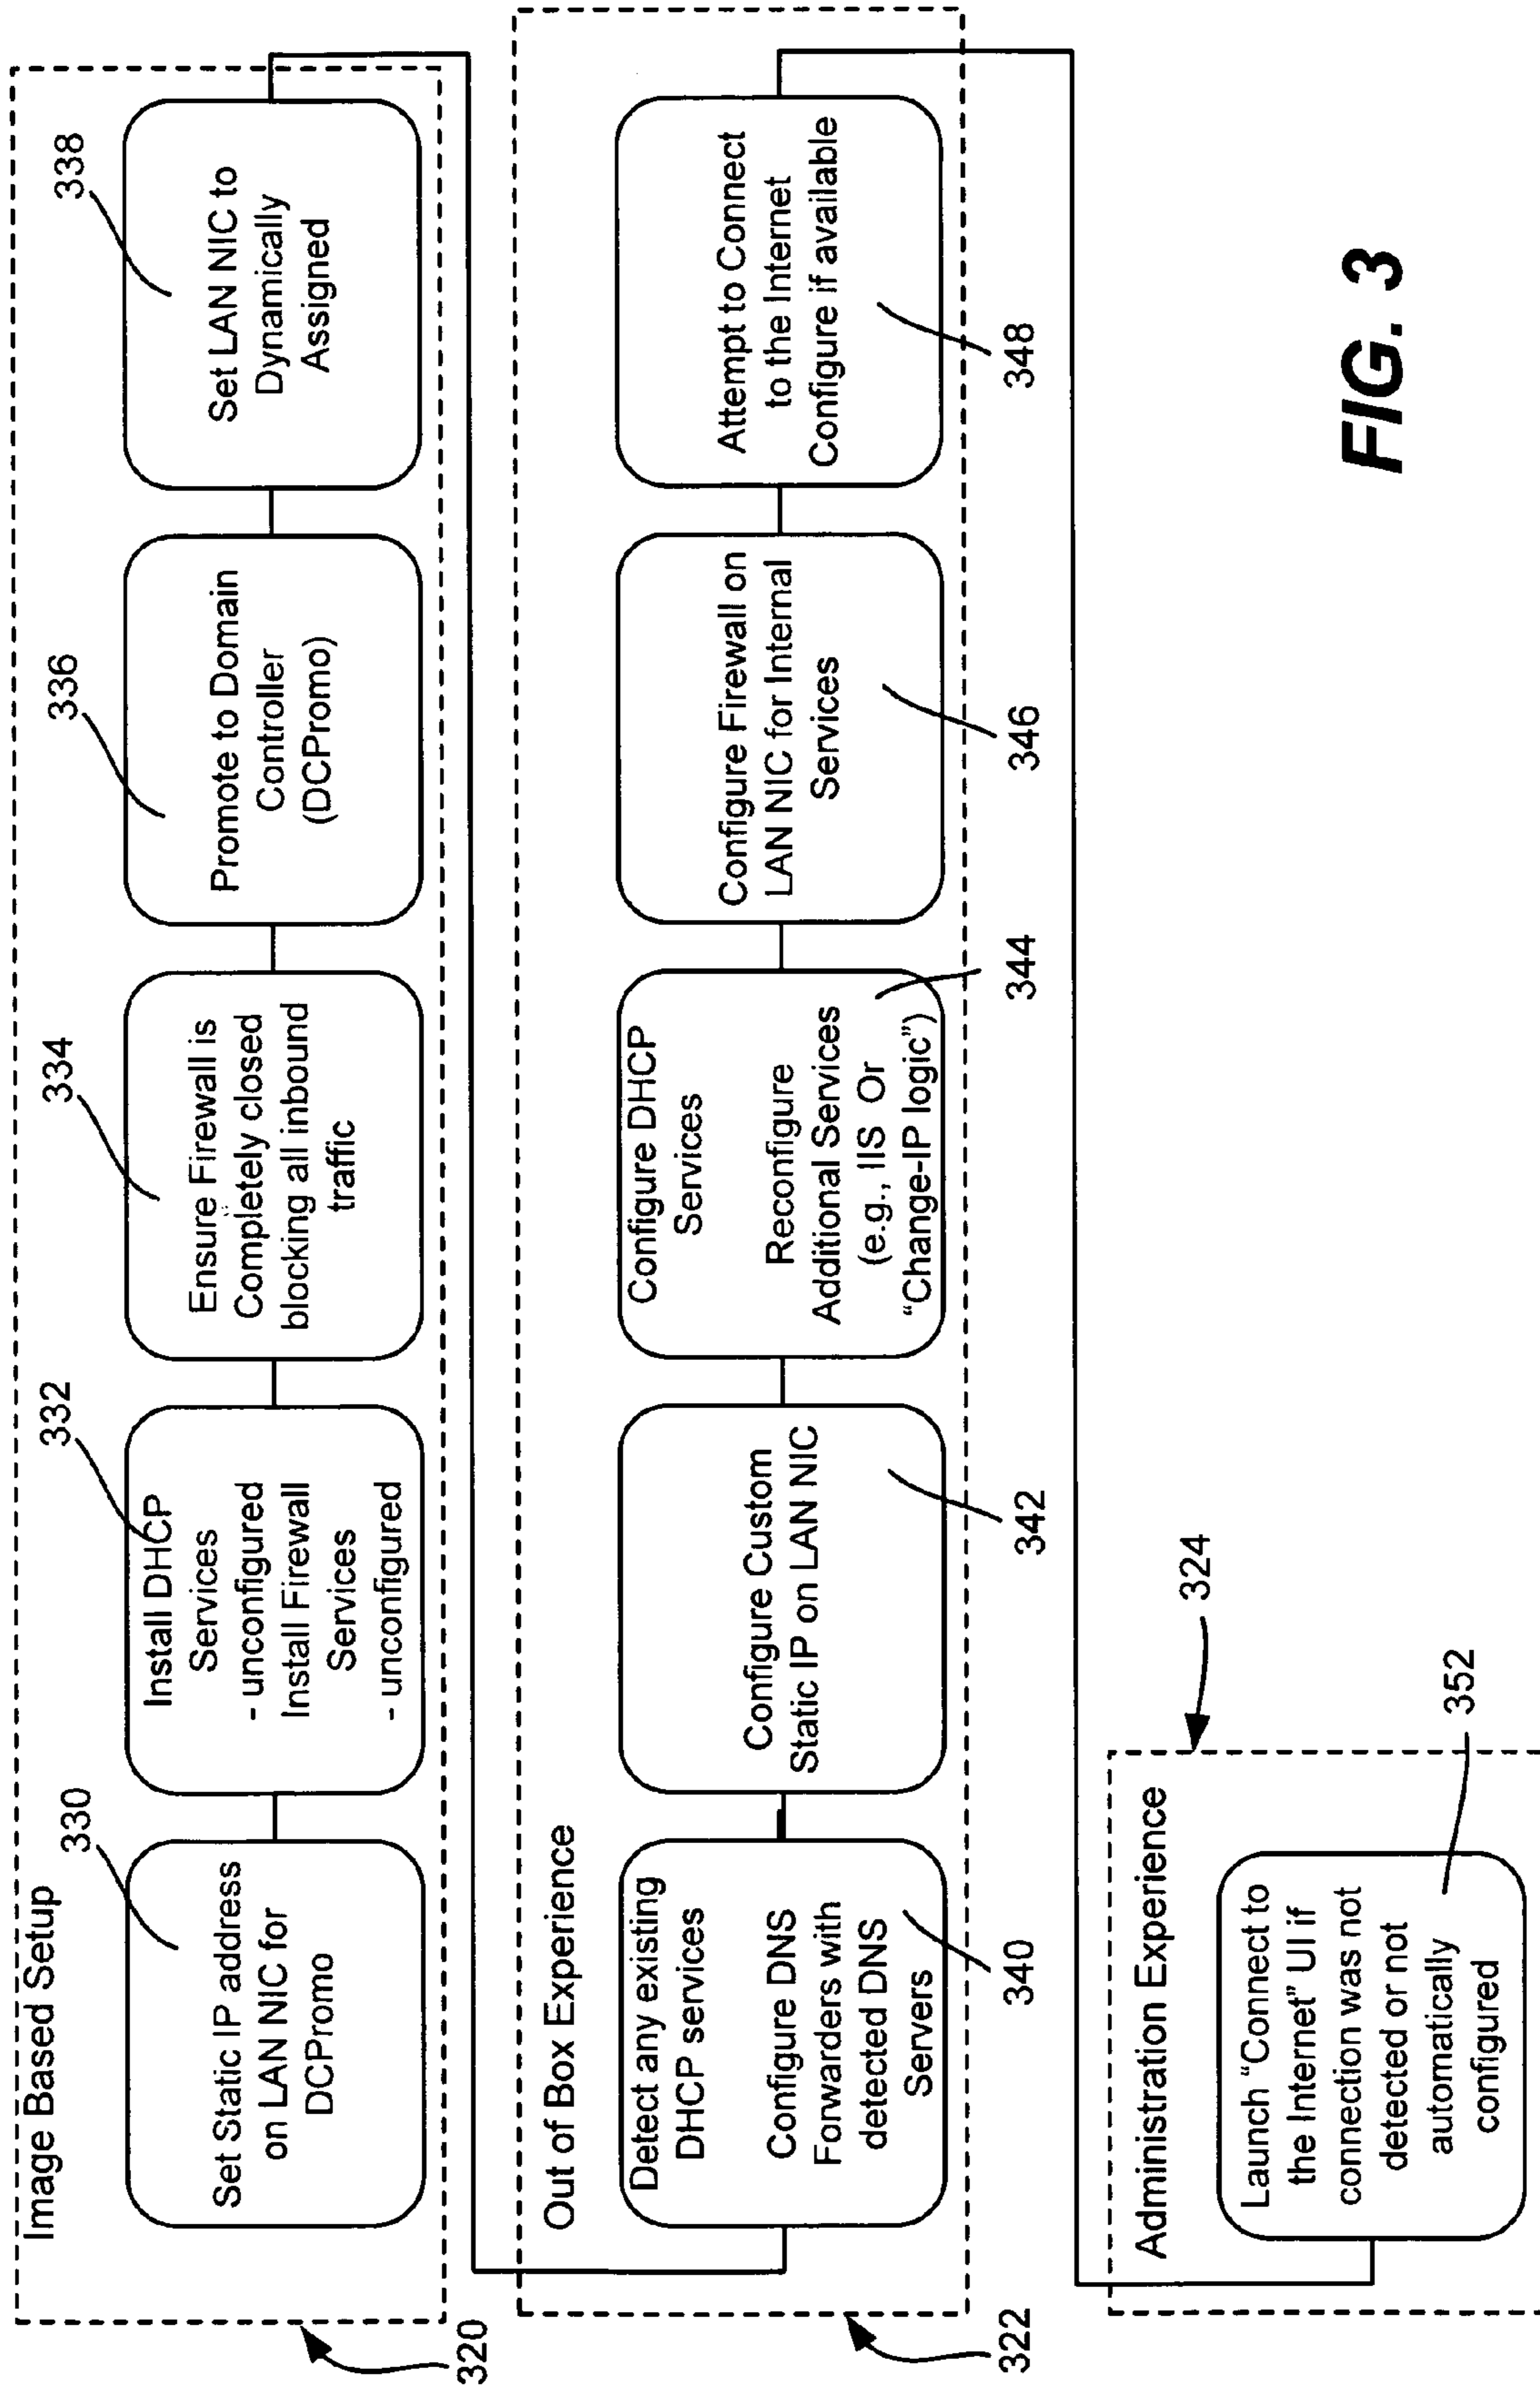 Image Based Setup
330
Set Static IP address
on LAN NIC for
DCPromo
332
Install DHCP
Services
- unconfigured
Install Firewall
Services
- unconfigured
334
Ensure Firewall is
Completely closed
blocking all inbound
traffic
336
Promote to Domain
Controller
(DCPromo)
338
Set LAN NIC to
Dynamically
Assigned
320
Out of Box Experience
Detect any existing
DHCP services
Configure DNS
Forwarders with
detected DNS
Servers
340
Configure Custom
Static IP on LAN NIC
342
Configure DHCP
Services
Reconfigure
Additional Services
(e.g., IIS Or
“Change-IP logic”)
344
Configure Firewall on
LAN NIC for Internal
Services
346
Attempt to Connect
to the Internet
Configure if available
348
322
Administration Experience
324
Launch “Connect to
the Internet” UI if
connection was not
detected or not
automatically
configured
352
FIG. 3